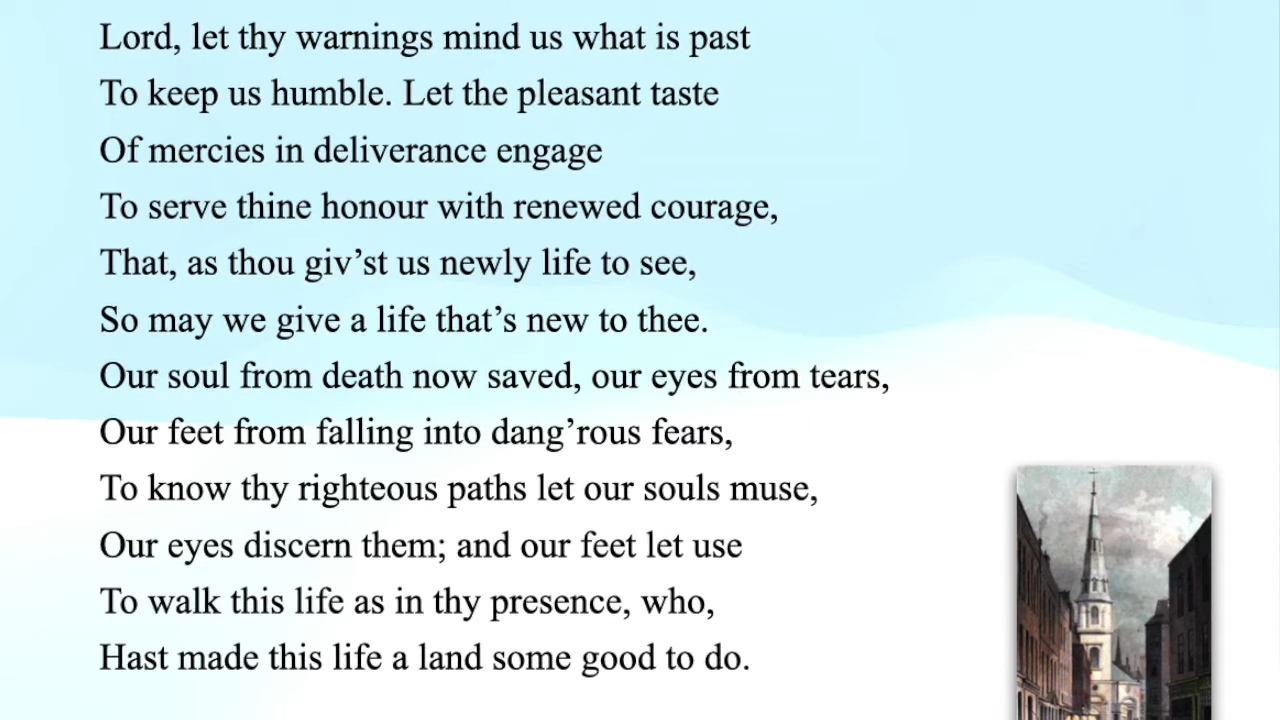 Lord, let thy warnings mind us what is past
To keep us humble. Let the pleasant taste
Of mercies in deliverance engage
To serve thine honour with renewed courage,
That, as thou giv’st us newly life to see,
So may we give a life that’s new to thee.
Our soul from death now saved, our eyes from tears,
Our feet from falling into dang’rous fears,
To know thy righteous paths let our souls muse,
Our eyes discern them; and our feet let use
To walk this life as in thy presence, who,
Hast made this life a land some good to do.